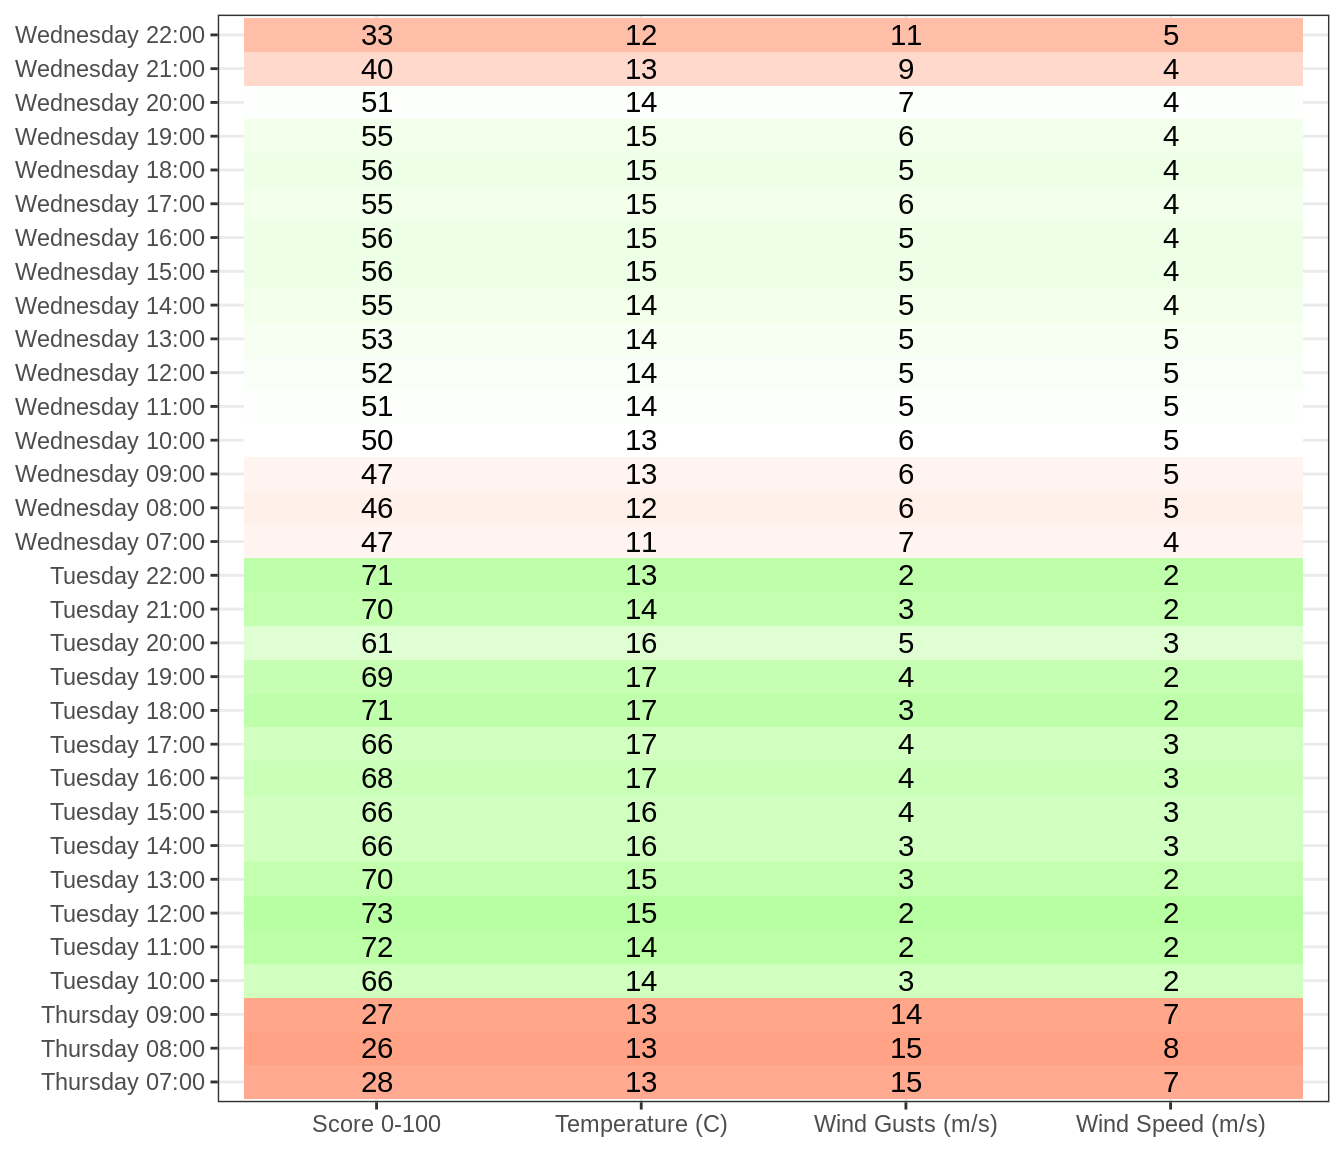 Wednesday 22:00 33 12 11 5
Wednesday 21:00 40 13 9 4
Wednesday 20:00 51 14 7 4
Wednesday 19:00 55 15 6 4
Wednesday 18:00 56 15 5 4
Wednesday 17:00 55 15 6 4
Wednesday 16:00 56 15 5 4
Wednesday 15:00 56 15 5 4
Wednesday 14:00 55 14 5 4
Wednesday 13:00 53 14 5 5
Wednesday 12:00 52 14 5 5
Wednesday 11:00 51 14 5 5
Wednesday 10:00 50 13 6 5
Wednesday 09:00 47 13 6 5
Wednesday 08:00 46 12 6 5
Wednesday 07:00 47 11 7 4
Tuesday 22:00 71 13 2 2
Tuesday 21:00 70 14 3 2
Tuesday 20:00 61 16 5 3
Tuesday 19:00 69 17 4 2
Tuesday 18:00 71 17 3 2
Tuesday 17:00 66 17 4 3
Tuesday 16:00 68 17 4 3
Tuesday 15:00 66 16 4 3
Tuesday 14:00 66 16 3 3
Tuesday 13:00 70 15 3 2
Tuesday 12:00 73 15 2 2
Tuesday 11:00 72 14 2 2
Tuesday 10:00 66 14 3 2
Thursday 09:00 27 13 14 7
Thursday 08:00 26 13 15 8
Thursday 07:00 28 13 15 7
Score 0-100 Temperature (C) Wind Gusts (m/s) Wind Speed (m/s)